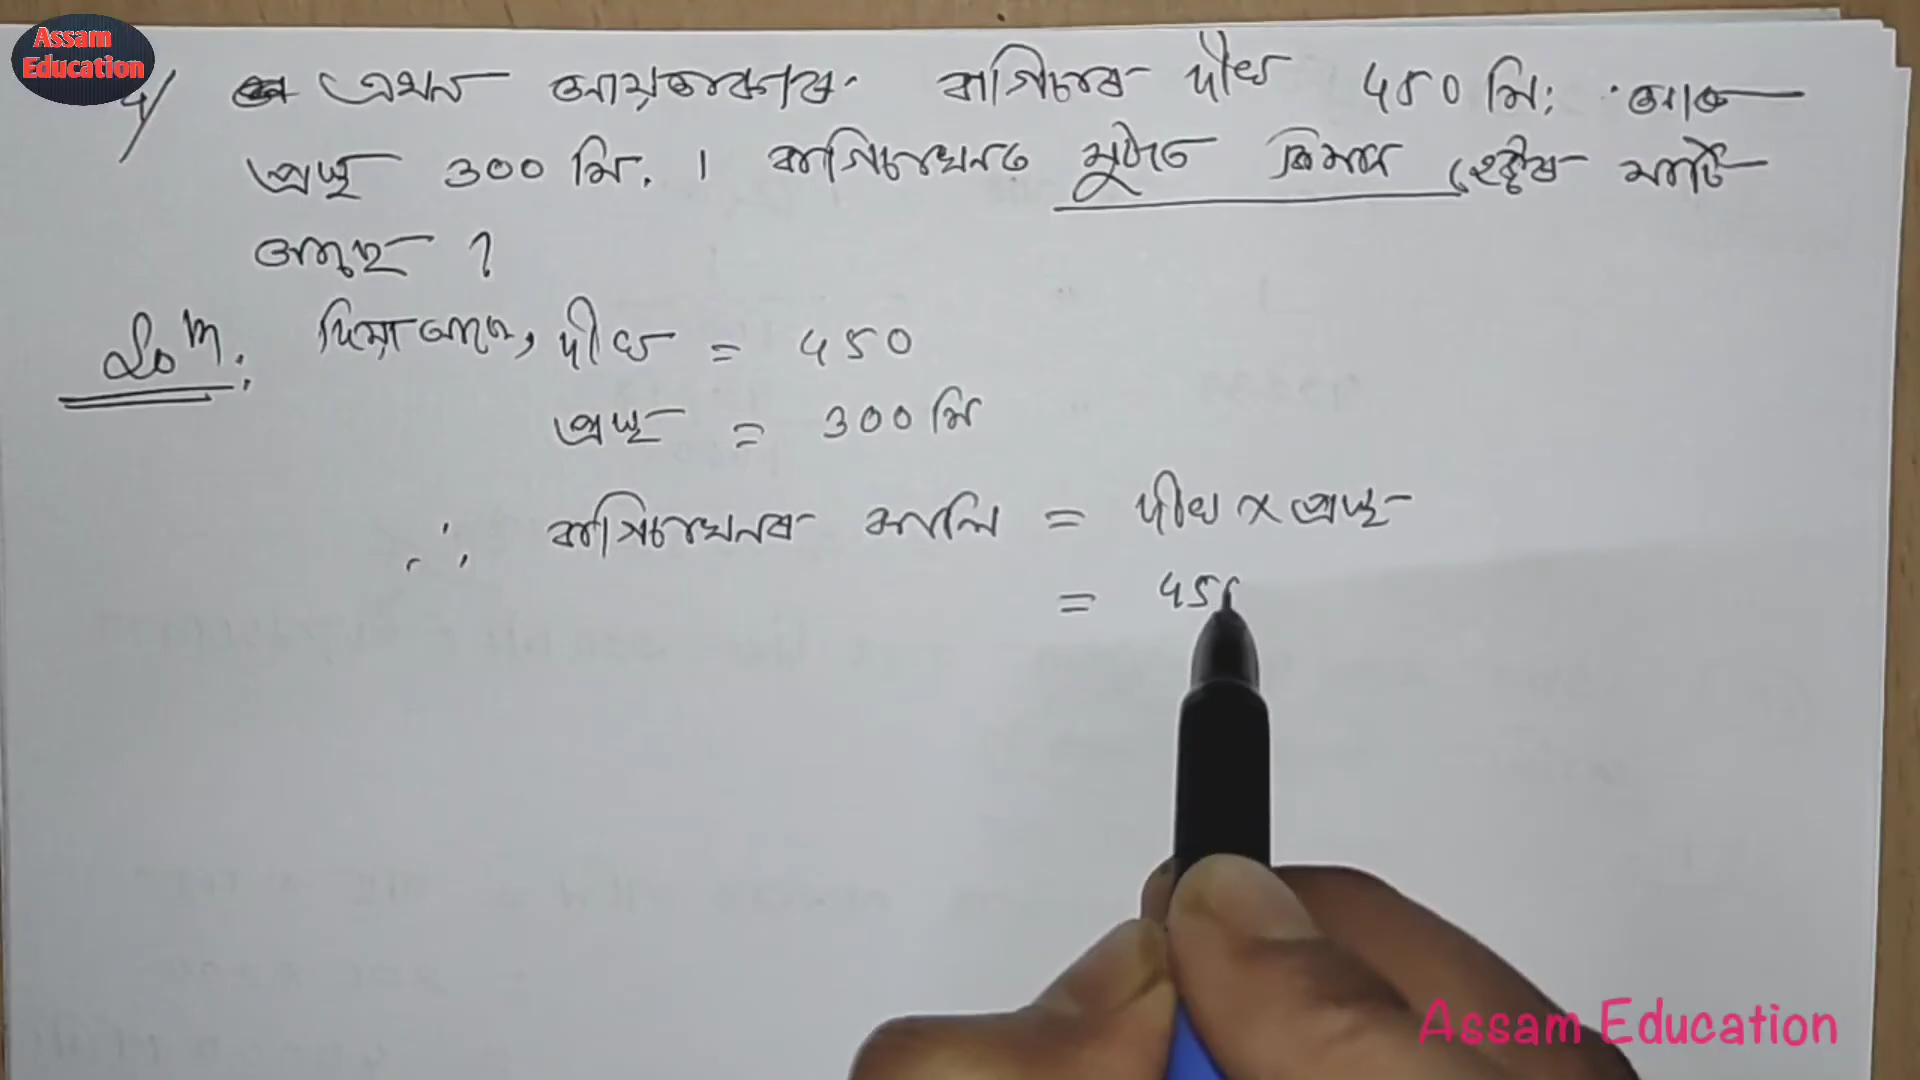 Assam
Education
4/ এখন আয়তাকাৰ বাগিচাৰ দীঘ 450 মি: আৰু
প্ৰস্থ 300 মি. । বাগিচাখনত মুঠতে কিমান হেক্টৰ মাটি
আছে ?
Soln: দিয়া আছে, দীঘ = 450
প্ৰস্থ = 300 মি
∴ বাগিচাখনৰ কালি = দীঘ x প্ৰস্থ
= 45
Assam Education